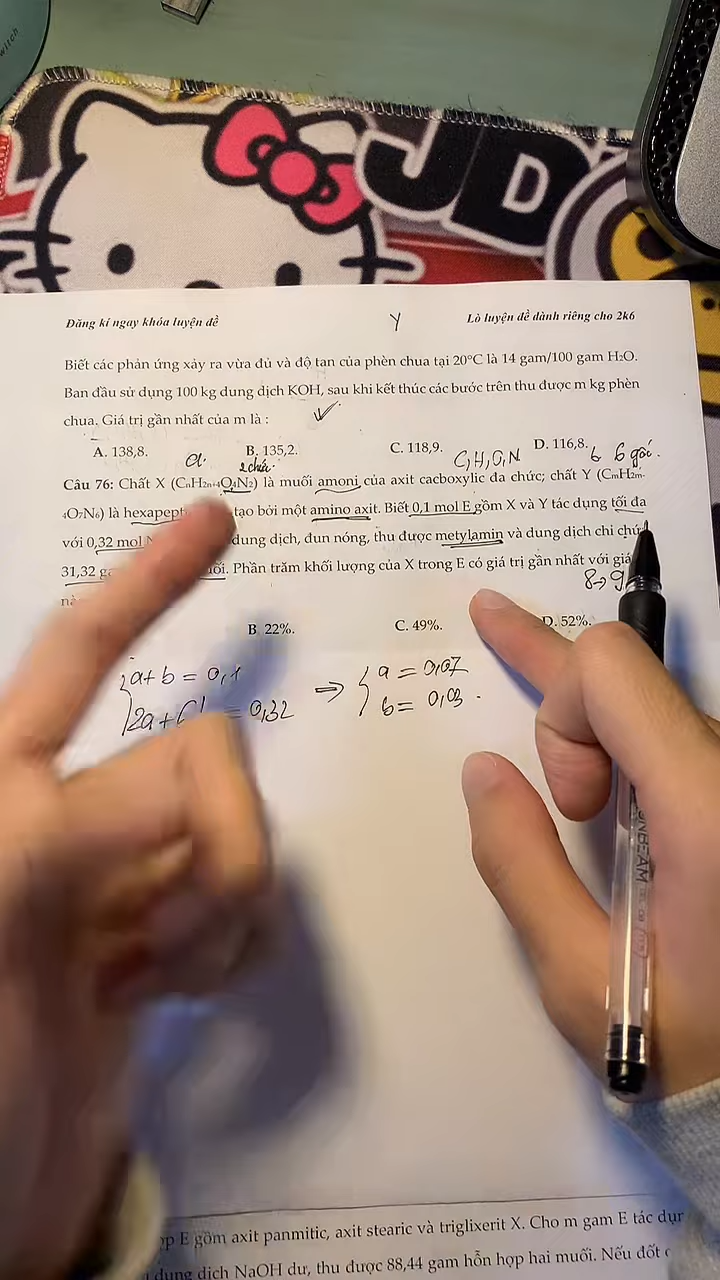 witch
JD
Đăng kí ngay khóa luyện đề
Y
Lò luyện đề dành riêng cho 2k6
Biết các phản ứng xảy ra vừa đủ và độ tan của phèn chua tại 20°C là 14 gam/100 gam H₂O.
Ban đầu sử dụng 100 kg dung dịch KOH, sau khi kết thúc các bước trên thu được m kg phèn
chua. Giá trị gần nhất của m là :
A. 138,8. B. 135,2. C. 118,9. D. 116,8.
a. 2 chức. C, H, O, N b 6 gốc.
Câu 76: Chất X (CₙH₂ₙ₊₄O₄N₂) là muối amoni của axit cacboxylic đa chức; chất Y (CₘH₂ₘ₋
₄O₇N₆) là hexapept tạo bởi một amino axit. Biết 0,1 mol E gồm X và Y tác dụng tối đa
với 0,32 mol dung dịch, đun nóng, thu được metylamin và dung dịch chỉ
31,32 Phần trăm khối lượng của X trong E có giá trị gần nhất với
8→9
B. 22%. C. 49%. D. 52%.
a + b = 0,1 ⇒ a = 0,07
2a + = 0,32 b = 0,03
SUNBEAM
ợp E gồm axit panmitic, axit stearic và triglixerit X. Cho m gam E tác dụ
dung dịch NaOH dư, thu được 88,44 gam hỗn hợp hai muối. Nếu đốt